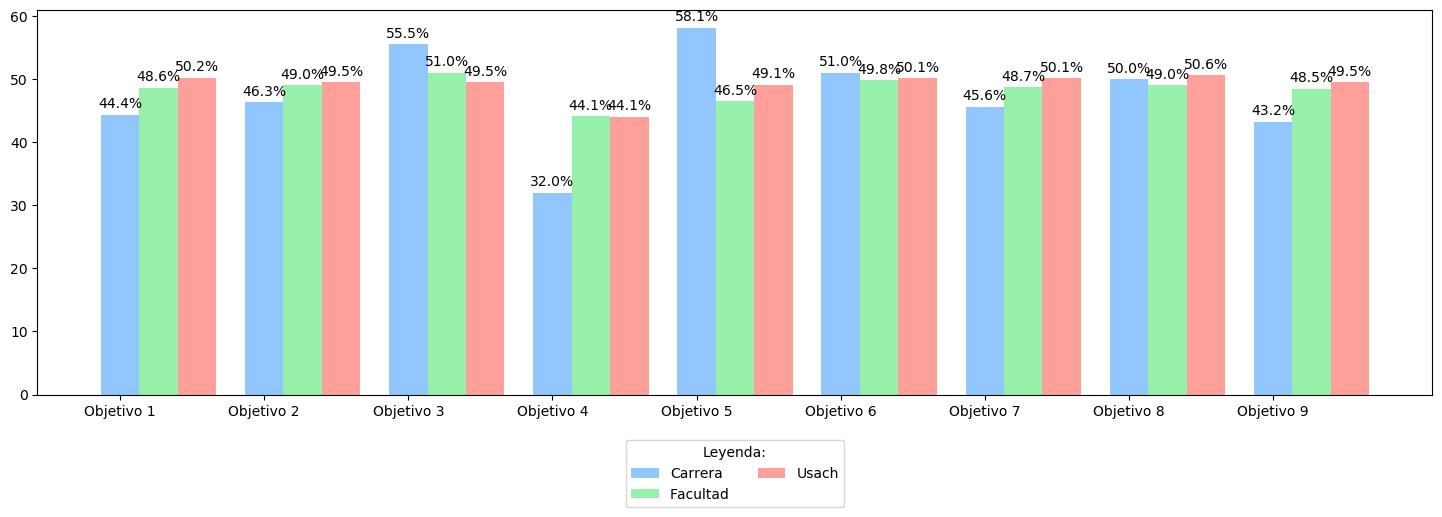 60
50
40
30
20
10
0
44.4%
48.6%
50.2%
46.3%
49.0%
49.5%
55.5%
51.0%
49.5%
32.0%
44.1%
44.1%
58.1%
46.5%
49.1%
51.0%
49.8%
50.1%
45.6%
48.7%
50.1%
50.0%
49.0%
50.6%
43.2%
48.5%
49.5%
Objetivo 1
Objetivo 2
Objetivo 3
Objetivo 4
Objetivo 5
Objetivo 6
Objetivo 7
Objetivo 8
Objetivo 9
Leyenda:
Carrera
Facultad
Usach